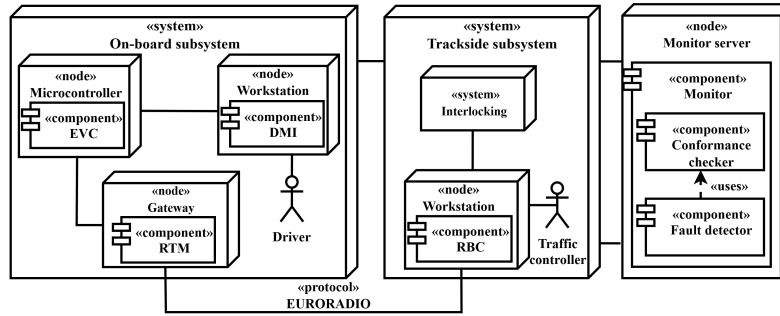 «system»
On-board subsystem
«node»
Microcontroller
«component»
EVC
«node»
Workstation
«component»
DMI
«node»
Gateway
«component»
RTM
Driver
«system»
Trackside subsystem
«system»
Interlocking
«node»
Workstation
«component»
RBC
Traffic
controller
«node»
Monitor server
«component»
Monitor
«component»
Conformance
checker
«uses»
«component»
Fault detector
«protocol»
EURORADIO